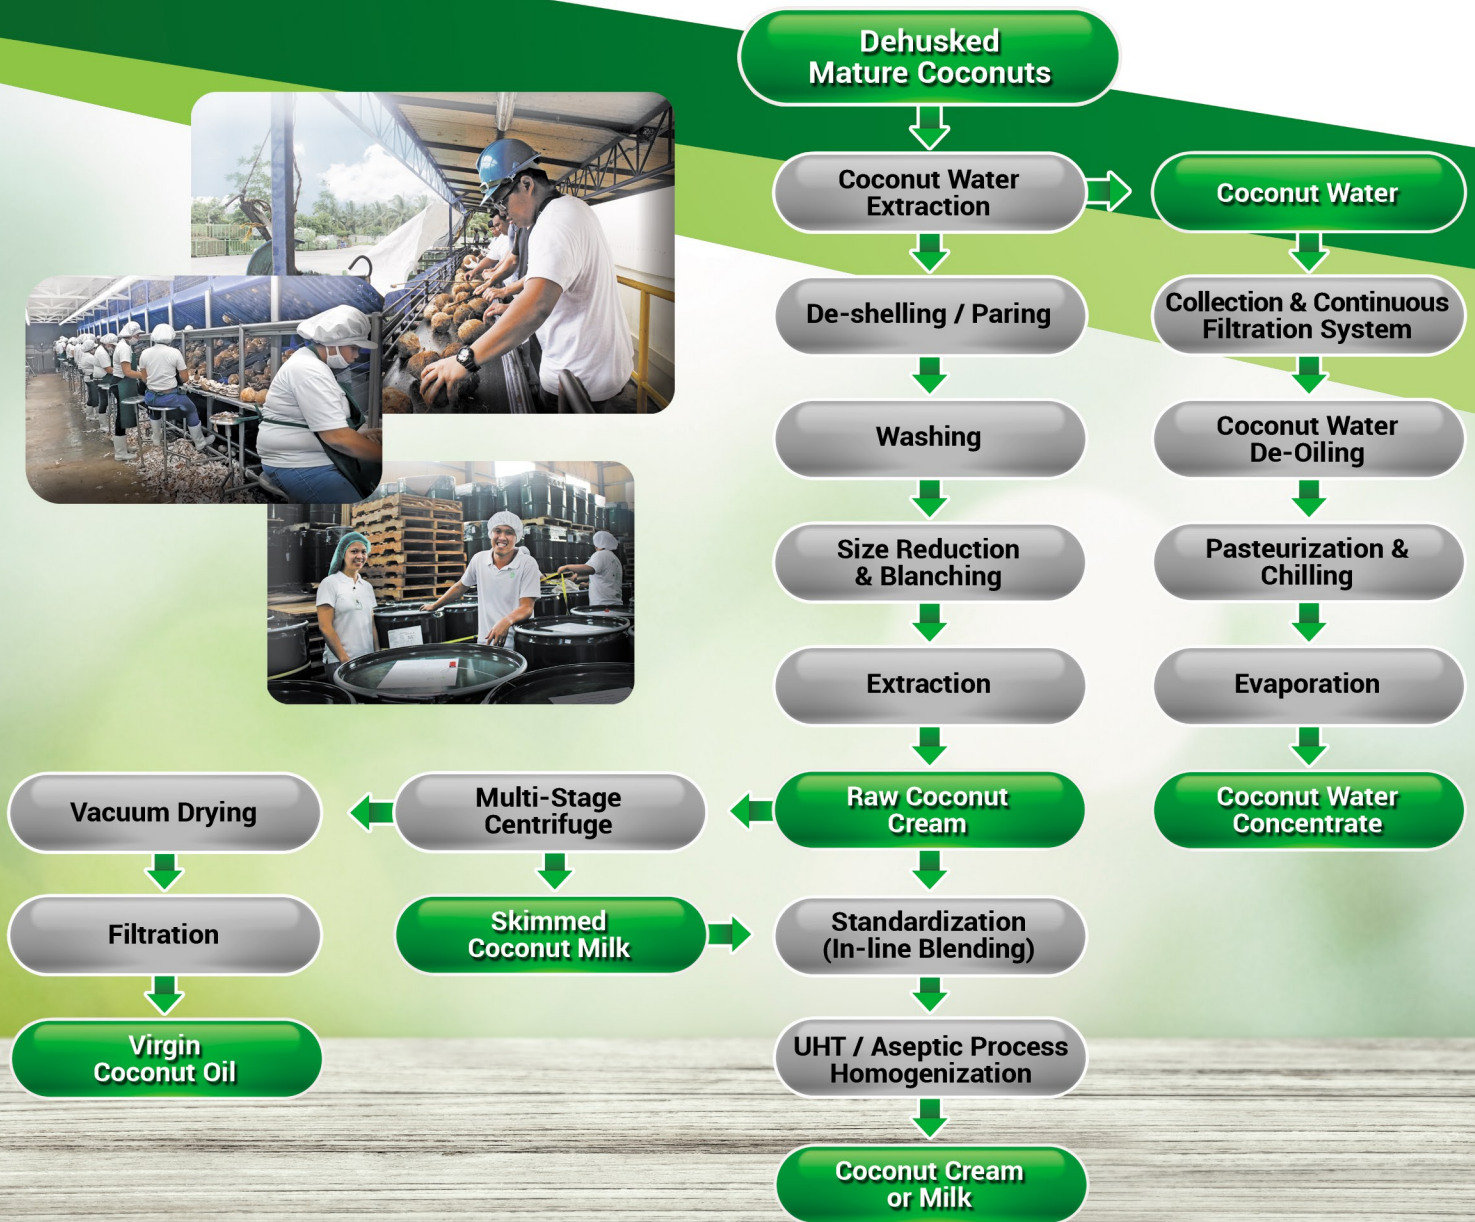 Dehusked
Mature Coconuts
Coconut Water
Extraction
Coconut Water
De-shelling / Paring
Collection & Continuous
Filtration System
Washing
Coconut Water
De-Oiling
Size Reduction
& Blanching
Pasteurization &
Chilling
Extraction
Evaporation
Vacuum Drying
Multi-Stage
Centrifuge
Raw Coconut
Cream
Coconut Water
Concentrate
Filtration
Skimmed
Coconut Milk
Standardization
(In-line Blending)
Virgin
Coconut Oil
UHT / Aseptic Process
Homogenization
Coconut Cream
or Milk